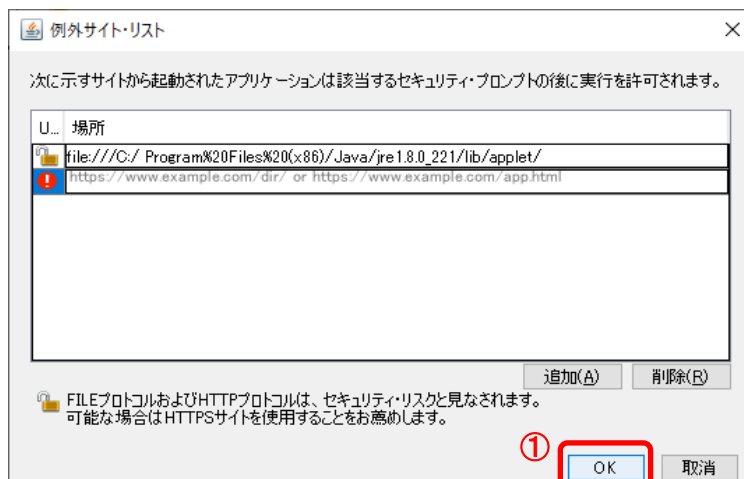 例外サイト・リスト
次に示すサイトから起動されたアプリケーションは該当するセキュリティ・プロンプトの後に実行を許可されます。
U... 場所
file:///C:/ Program%20Files%20(x86)/Java/jre1.8.0_221/lib/applet/
https://www.example.com/dir/ or https://www.example.com/app.html
追加(A) 削除(R)
FILEプロトコルおよびHTTPプロトコルは、セキュリティ・リスクと見なされます。
可能な場合はHTTPSサイトを使用することをお薦めします。
①
OK 取消